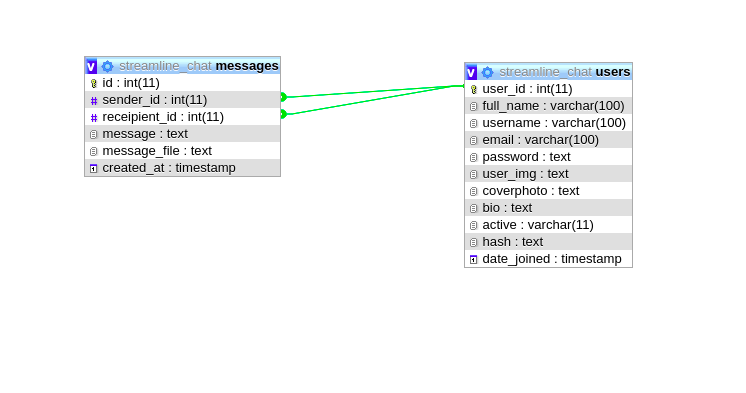 v streamline_chat messages
id : int(11)
# sender_id : int(11)
# receipient_id : int(11)
message : text
message_file : text
created_at : timestamp
v streamline_chat users
user_id : int(11)
full_name : varchar(100)
username : varchar(100)
email : varchar(100)
password : text
user_img : text
coverphoto : text
bio : text
active : varchar(11)
hash : text
date_joined : timestamp